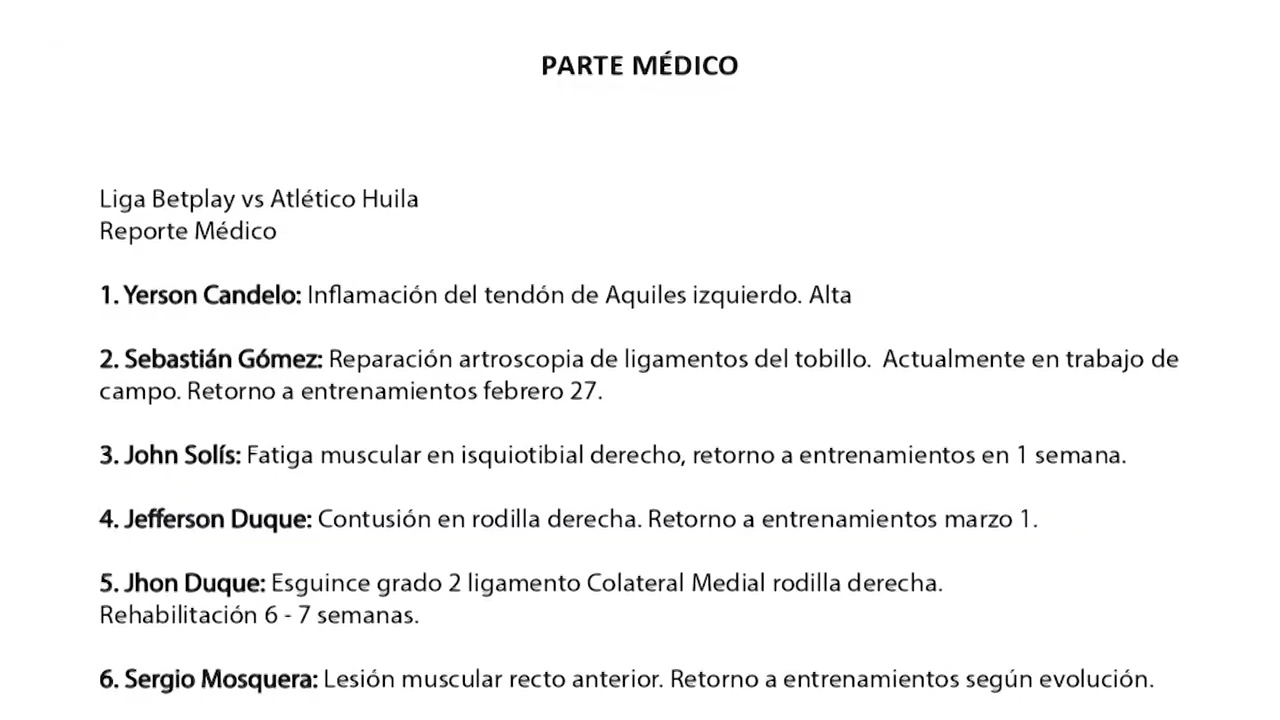 PARTE MÉDICO
Liga Betplay vs Atlético Huila
Reporte Médico
1. Yerson Candelo: Inflamación del tendón de Aquiles izquierdo. Alta
2. Sebastián Gómez: Reparación artroscopia de ligamentos del tobillo. Actualmente en trabajo de
campo. Retorno a entrenamientos febrero 27.
3. John Solís: Fatiga muscular en isquiotibial derecho, retorno a entrenamientos en 1 semana.
4. Jefferson Duque: Contusión en rodilla derecha. Retorno a entrenamientos marzo 1.
5. Jhon Duque: Esguince grado 2 ligamento Colateral Medial rodilla derecha.
Rehabilitación 6 - 7 semanas.
6. Sergio Mosquera: Lesión muscular recto anterior. Retorno a entrenamientos según evolución.